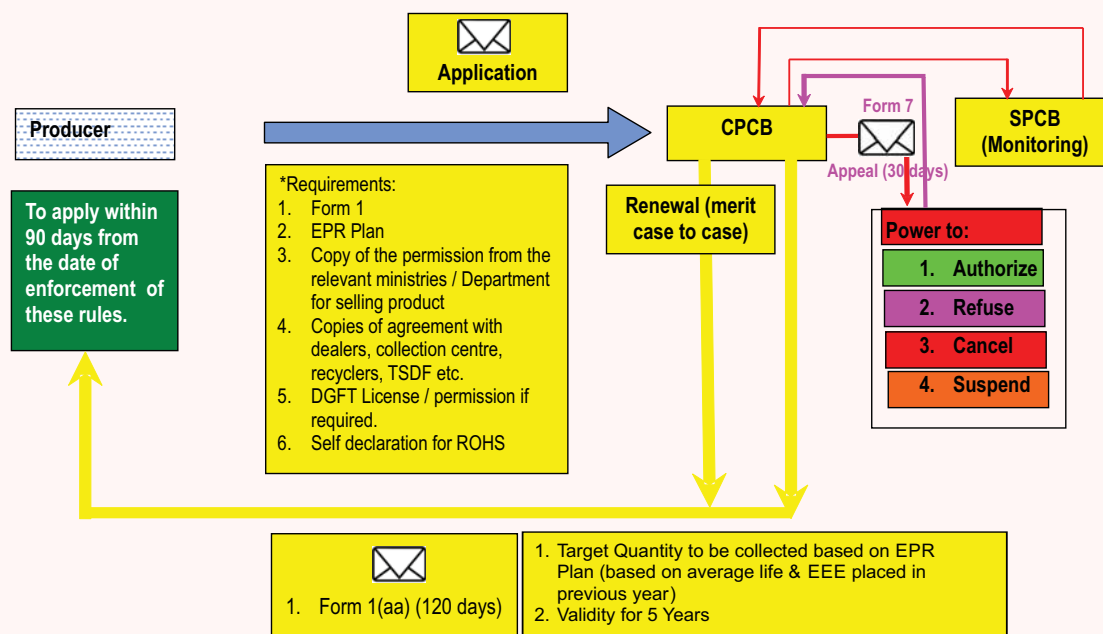 Application
Producer
CPCB
Form 7
SPCB
(Monitoring)
Appeal (30 days)
To apply within
90 days from
the date of
enforcement of
these rules.
*Requirements:
1. Form 1
2. EPR Plan
3. Copy of the permission from the
relevant ministries / Department
for selling product
4. Copies of agreement with
dealers, collection centre,
recyclers, TSDF etc.
5. DGFT License / permission if
required.
6. Self declaration for ROHS
Renewal (merit
case to case)
Power to:
1. Authorize
2. Refuse
3. Cancel
4. Suspend
1. Form 1(aa) (120 days)
1. Target Quantity to be collected based on EPR
Plan (based on average life & EEE placed in
previous year)
2. Validity for 5 Years